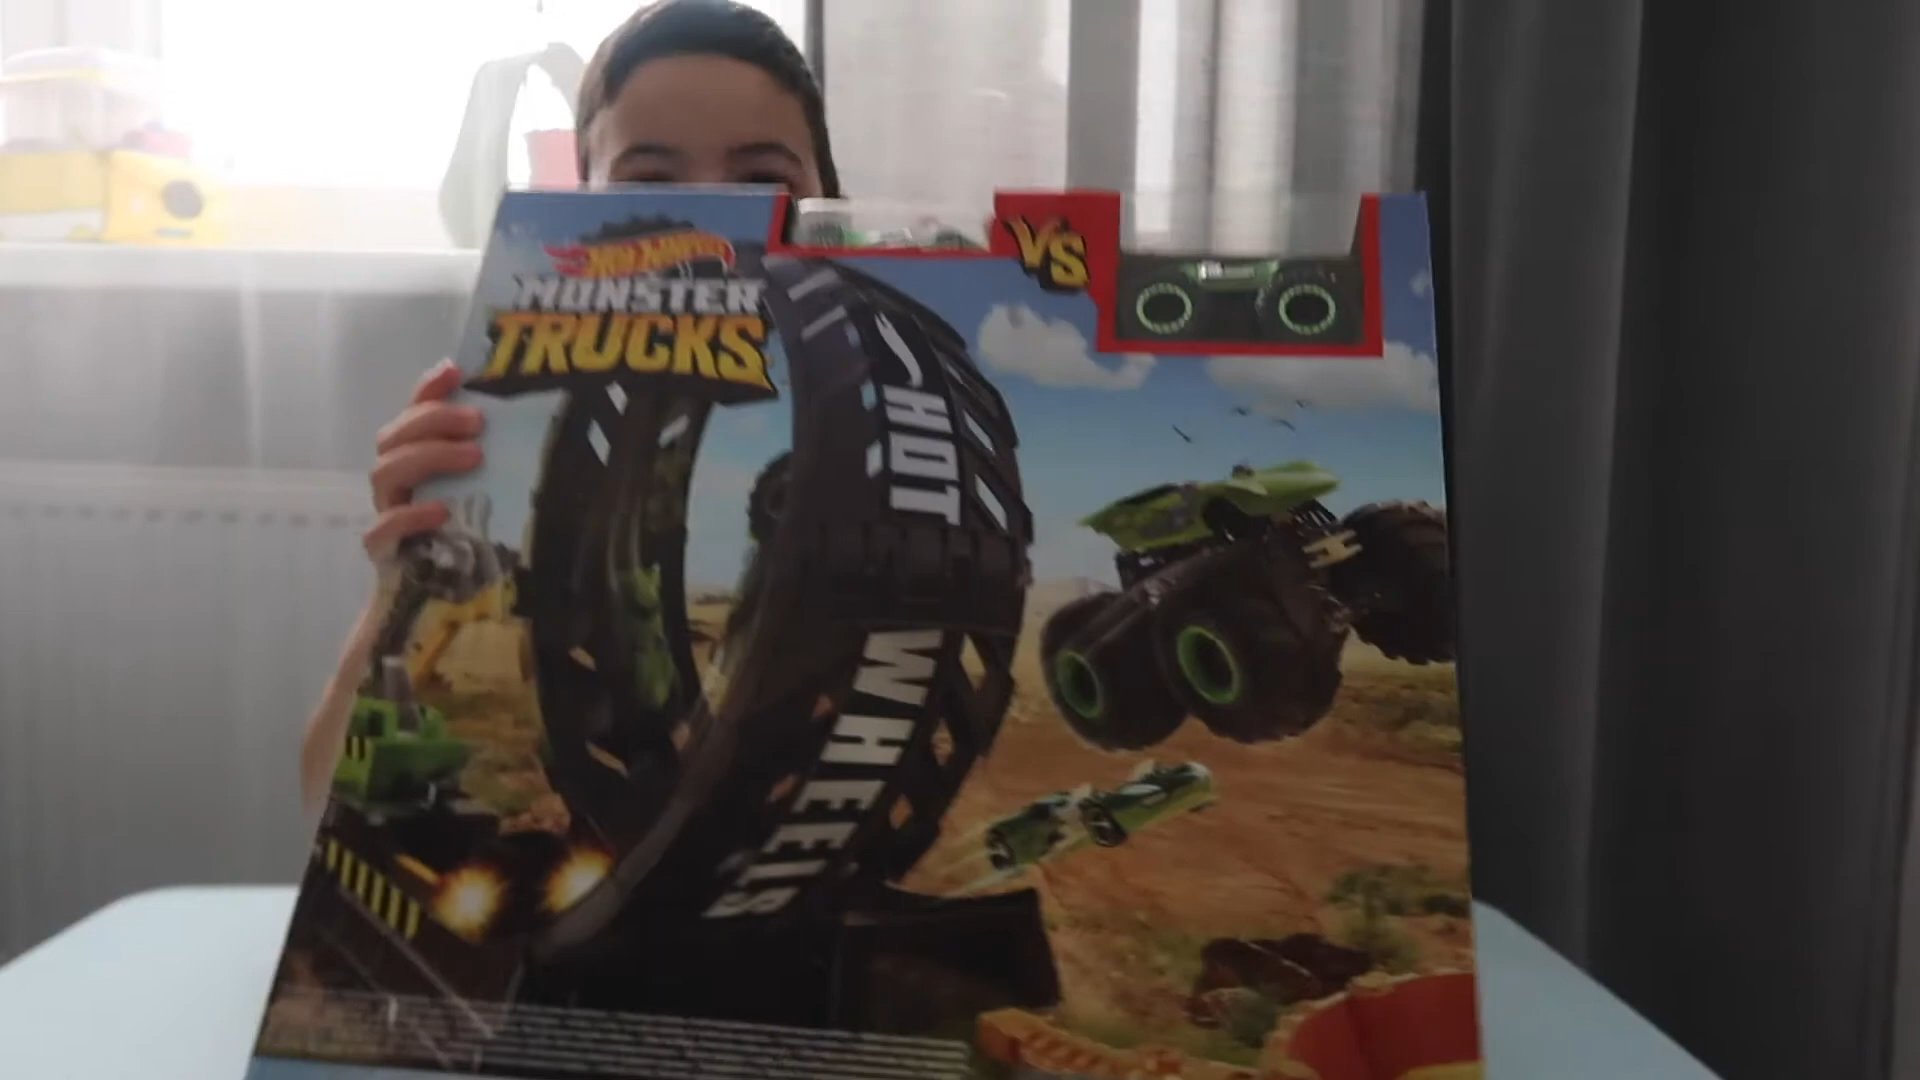 Hot Wheels
MONSTER
TRUCKS
VS
HOT
WHEELS